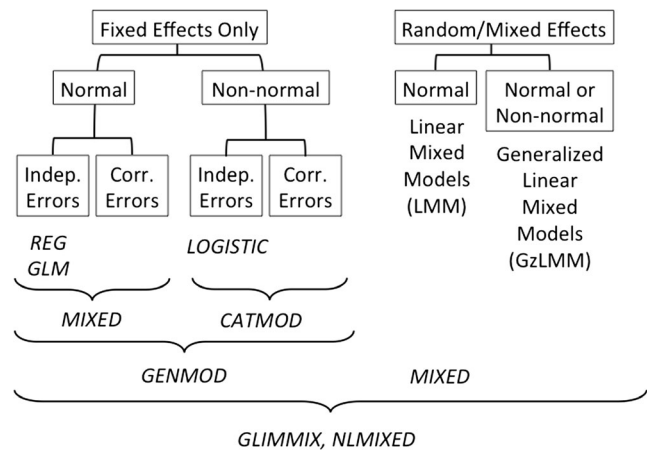 Fixed Effects Only
Random/Mixed Effects
Normal
Non-normal
Normal
Normal or
Non-normal
Linear
Mixed
Models
(LMM)
Generalized
Linear
Mixed
Models
(GzLMM)
Indep.
Errors
Corr.
Errors
Indep.
Errors
Corr.
Errors
REG
GLM
LOGISTIC
MIXED
CATMOD
GENMOD
MIXED
GLIMMIX, NLMIXED